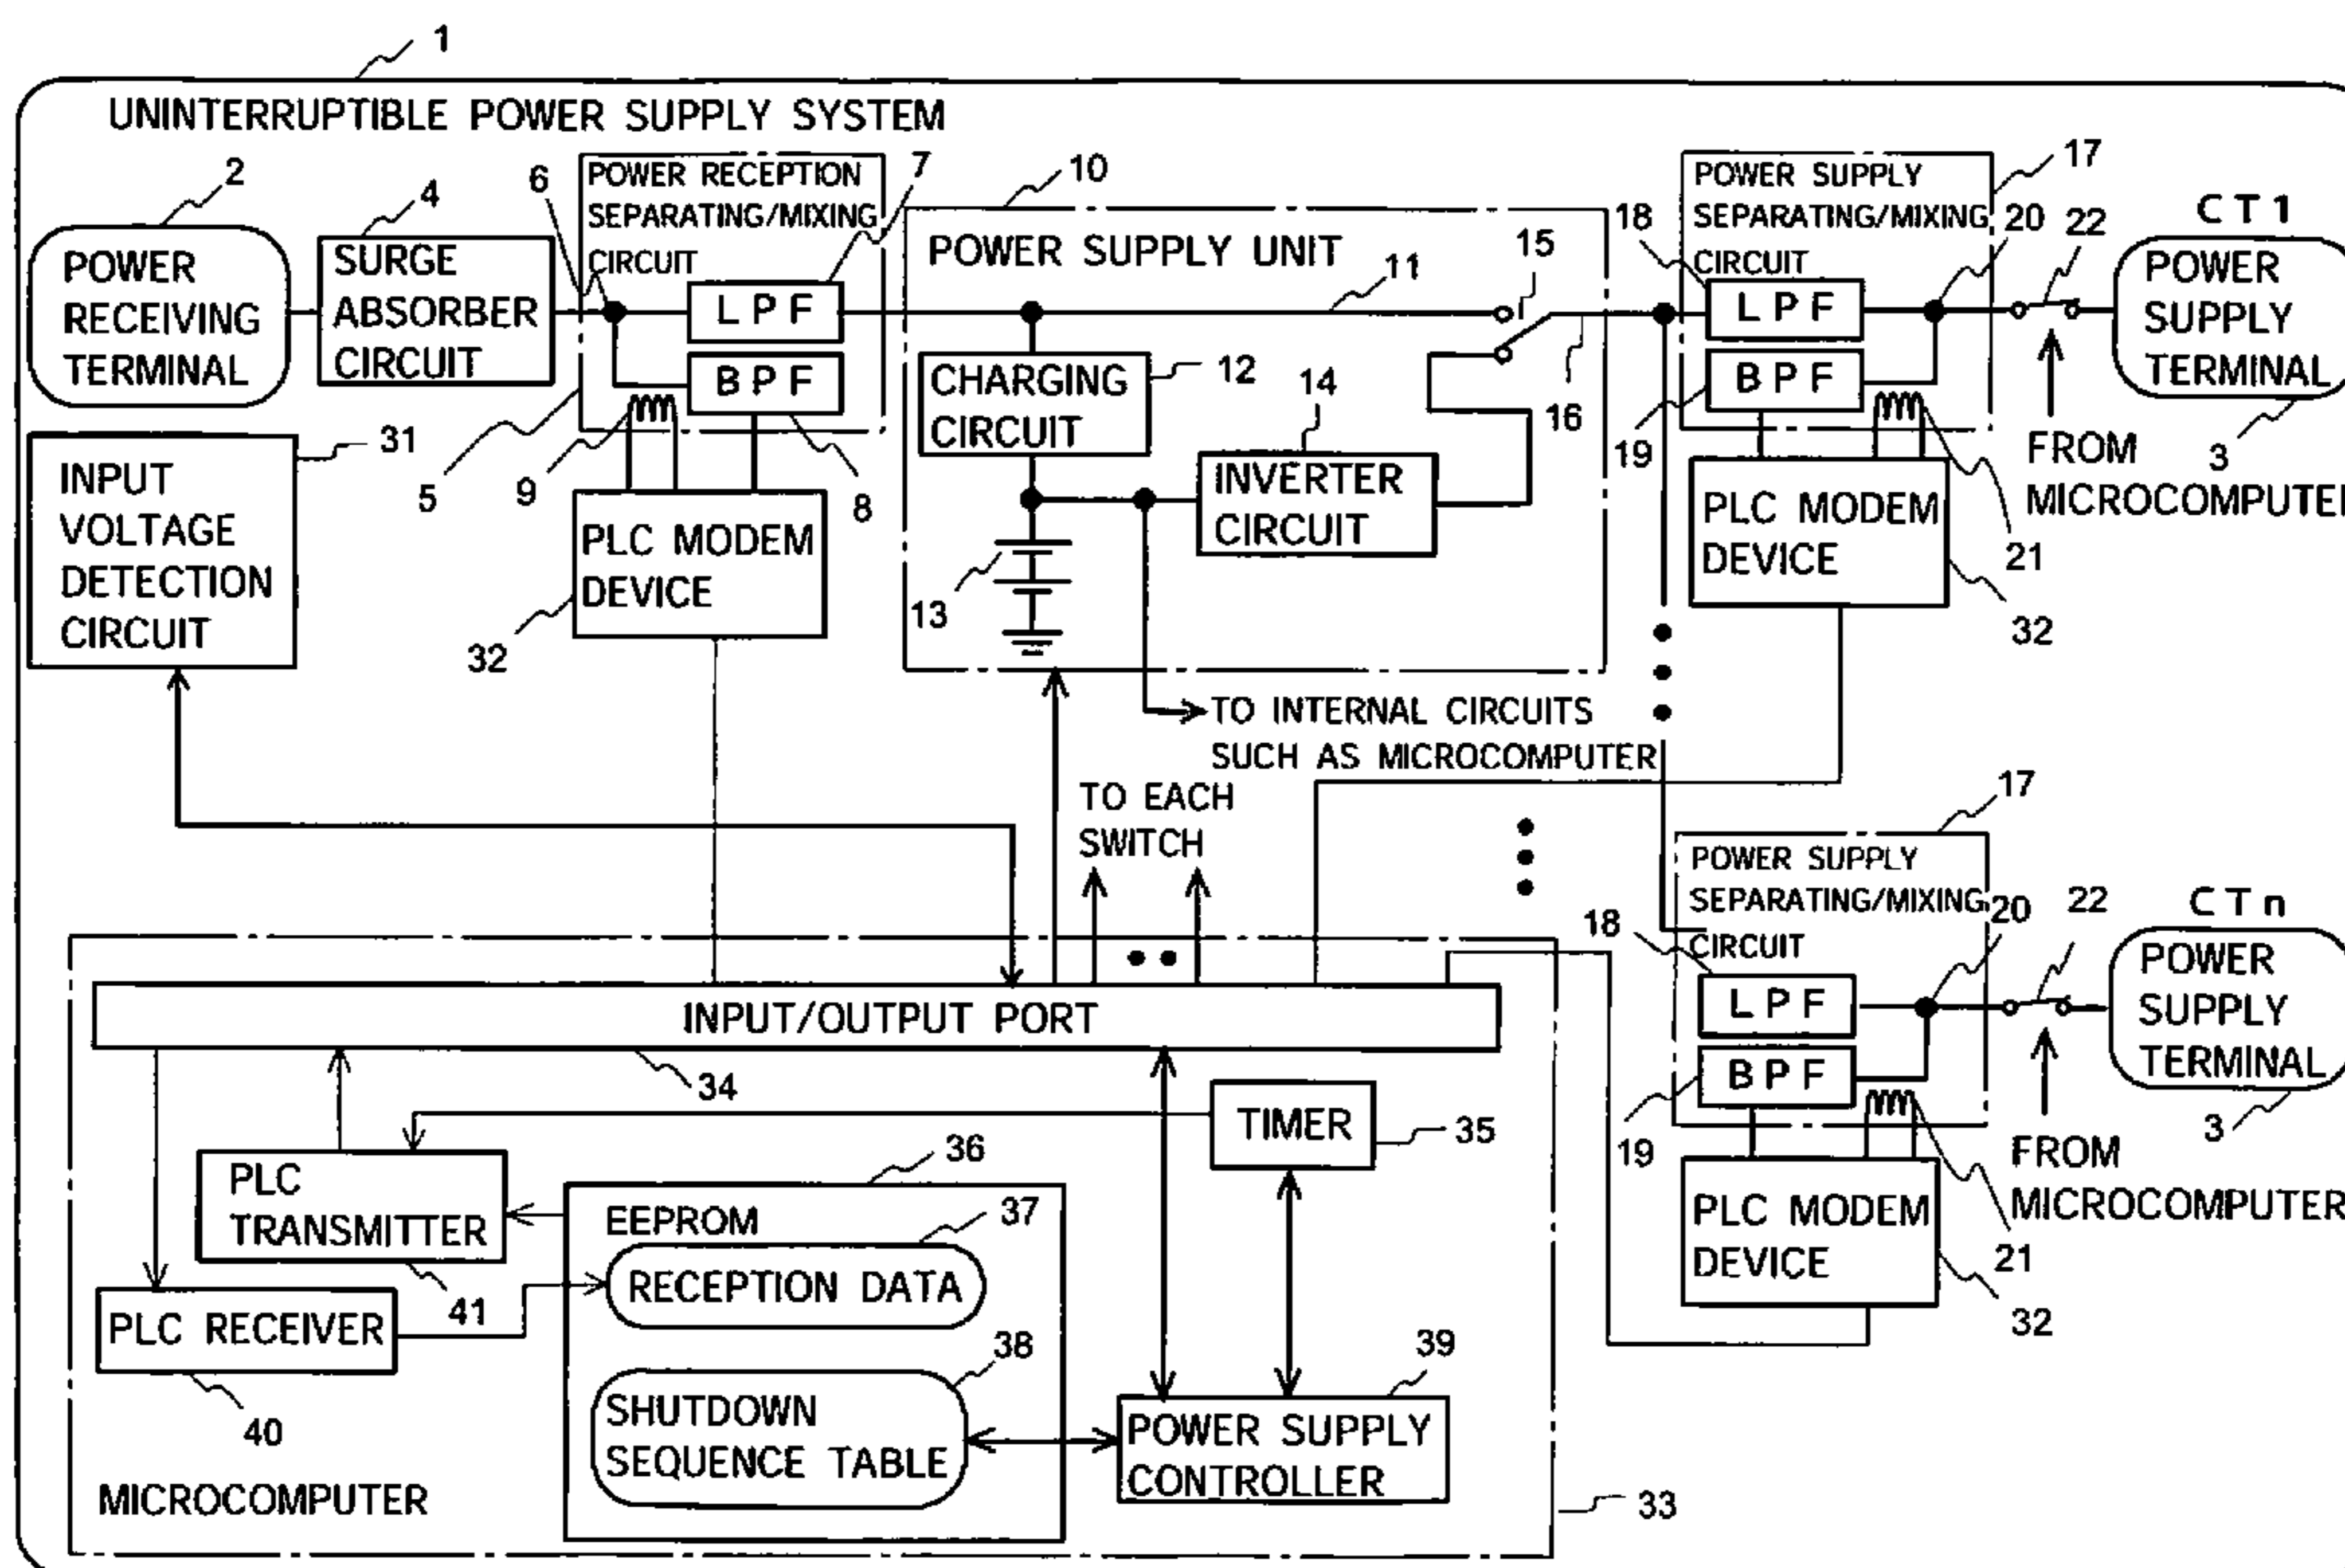 1
UNINTERRUPTIBLE POWER SUPPLY SYSTEM
2
POWER
RECEIVING
TERMINAL
4
SURGE
ABSORBER
CIRCUIT
6
POWER RECEPTION
SEPARATING/MIXING
CIRCUIT
7
LPF
BPF
5
9
8
PLC MODEM
DEVICE
32
31
INPUT
VOLTAGE
DETECTION
CIRCUIT
10
POWER SUPPLY UNIT
11
15
CHARGING
CIRCUIT
12
14
INVERTER
CIRCUIT
13
16
TO INTERNAL CIRCUITS
SUCH AS MICROCOMPUTER
17
POWER SUPPLY
SEPARATING/MIXING
CIRCUIT
18
LPF
BPF
19
20
22
CT1
POWER
SUPPLY
TERMINAL
3
FROM
MICROCOMPUTER
21
PLC MODEM
DEVICE
32
TO EACH
SWITCH
17
POWER SUPPLY
SEPARATING/MIXING
CIRCUIT
18
LPF
BPF
19
20
22
CTn
POWER
SUPPLY
TERMINAL
3
FROM
MICROCOMPUTER
21
PLC MODEM
DEVICE
32
INPUT/OUTPUT PORT
34
TIMER
35
PLC
TRANSMITTER
41
PLC RECEIVER
40
36
EEPROM
37
RECEPTION DATA
38
SHUTDOWN
SEQUENCE TABLE
39
POWER SUPPLY
CONTROLLER
MICROCOMPUTER
33